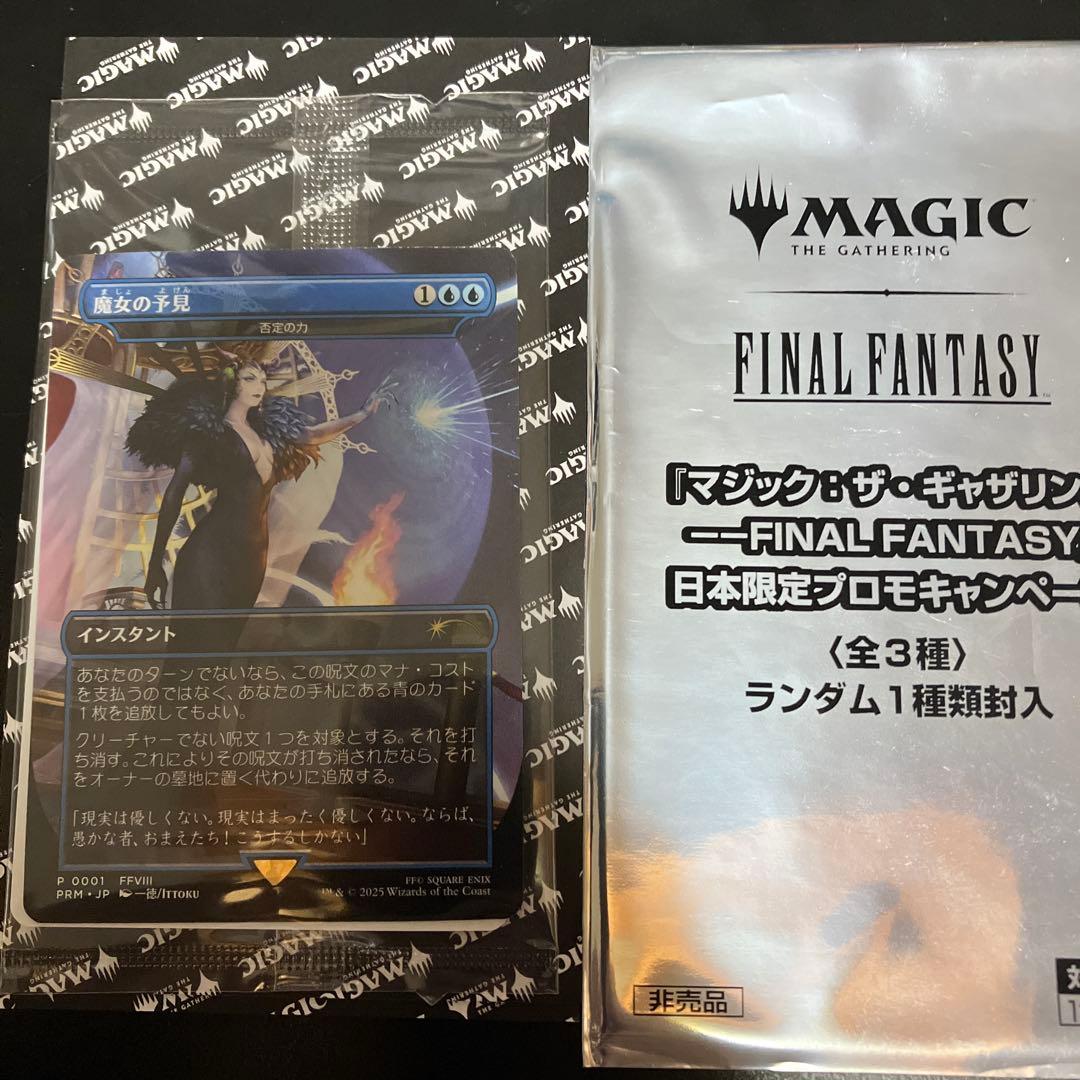 魔女の予見
まじょ よけん
1
否定の力
インスタント
あなたのターンでないなら、この呪文のマナ・コスト
を支払うのではなく、あなたの手札にある青のカード
1枚を追放してもよい。
クリーチャーでない呪文1つを対象とする。それを打
ち消す。これによりその呪文が打ち消されたなら、それ
をオーナーの墓地に置く代わりに追放する。
「現実は優しくない。現実はまったく優しくない。ならば、
愚かな者、おまえたち！こうするしかない」
P 0001 FFVIII
PRM・JP 一徳/ITTOKU
FF© SQUARE ENIX
™ & © 2025 Wizards of the Coast
MAGIC
THE GATHERING
FINAL FANTASY
『マジック：ザ・ギャザリン
——FINAL FANTASY
日本限定プロモキャンペー
〈全3種〉
ランダム1種類封入
非売品